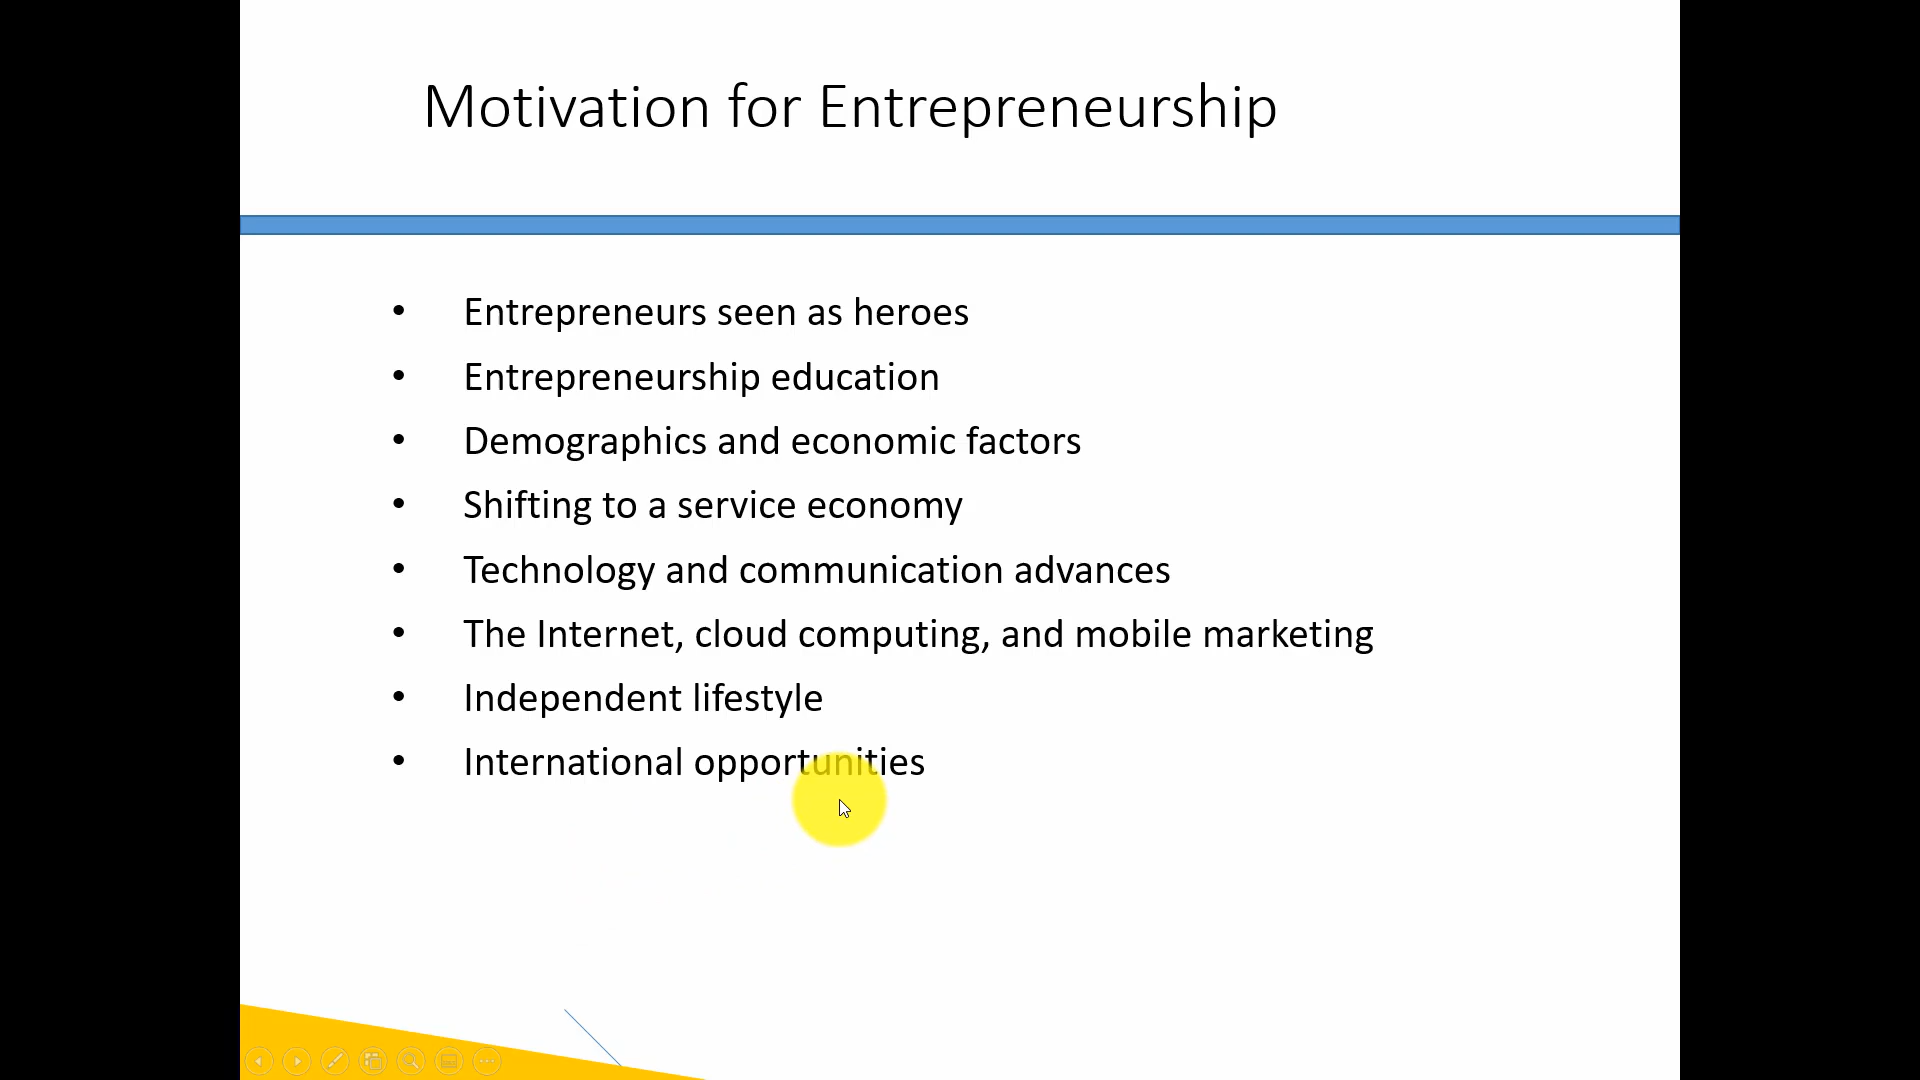 Motivation for Entrepreneurship
• Entrepreneurs seen as heroes
• Entrepreneurship education
• Demographics and economic factors
• Shifting to a service economy
• Technology and communication advances
• The Internet, cloud computing, and mobile marketing
• Independent lifestyle
• International opportunities